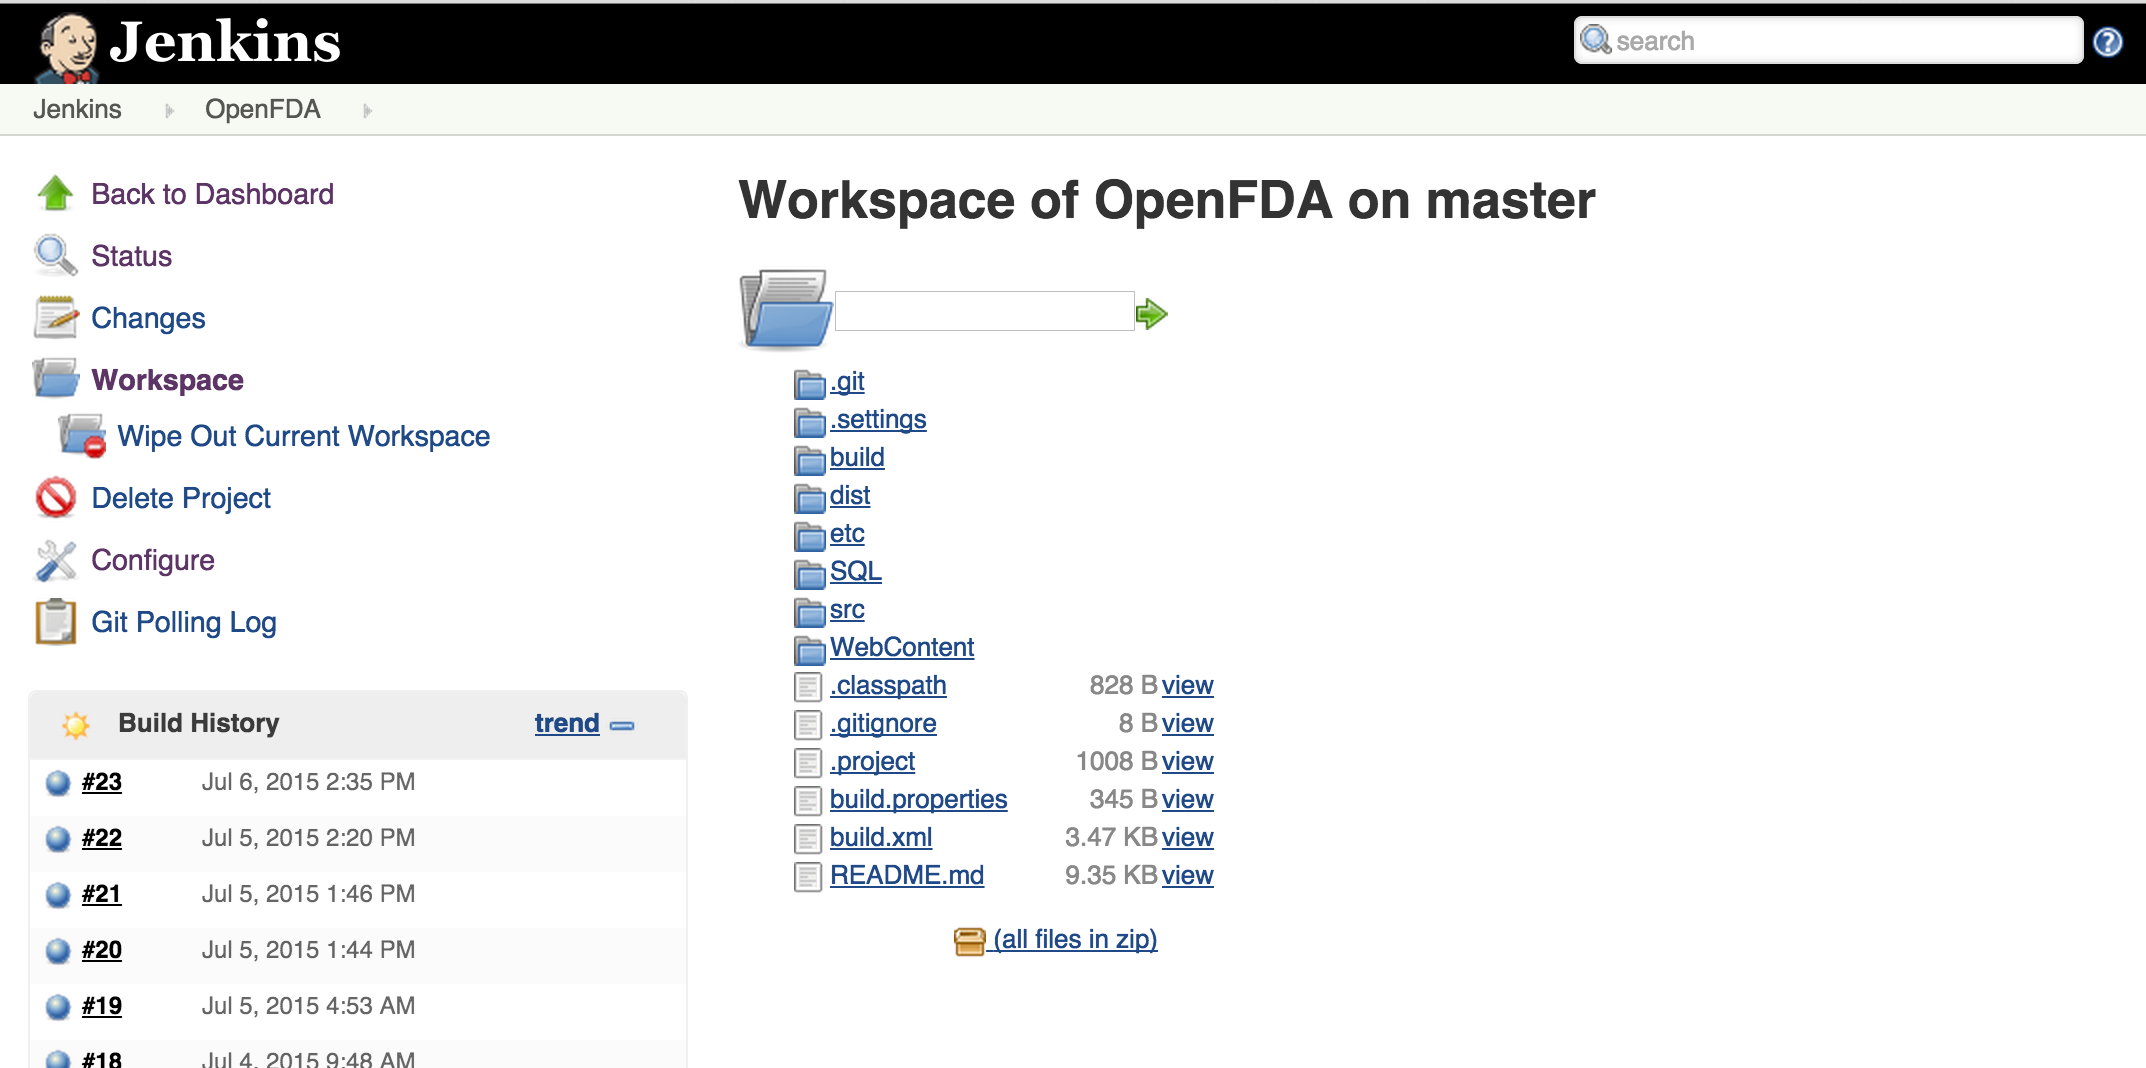 Jenkins
search
Jenkins
OpenFDA
Back to Dashboard
Status
Changes
Workspace
Wipe Out Current Workspace
Delete Project
Configure
Git Polling Log
Build History trend
#23 Jul 6, 2015 2:35 PM
#22 Jul 5, 2015 2:20 PM
#21 Jul 5, 2015 1:46 PM
#20 Jul 5, 2015 1:44 PM
#19 Jul 5, 2015 4:53 AM
#18 Jul 4, 2015 9:48 AM
Workspace of OpenFDA on master
.git
.settings
build
dist
etc
SQL
src
WebContent
.classpath 828 B view
.gitignore 8 B view
.project 1008 B view
build.properties 345 B view
build.xml 3.47 KB view
README.md 9.35 KB view
(all files in zip)